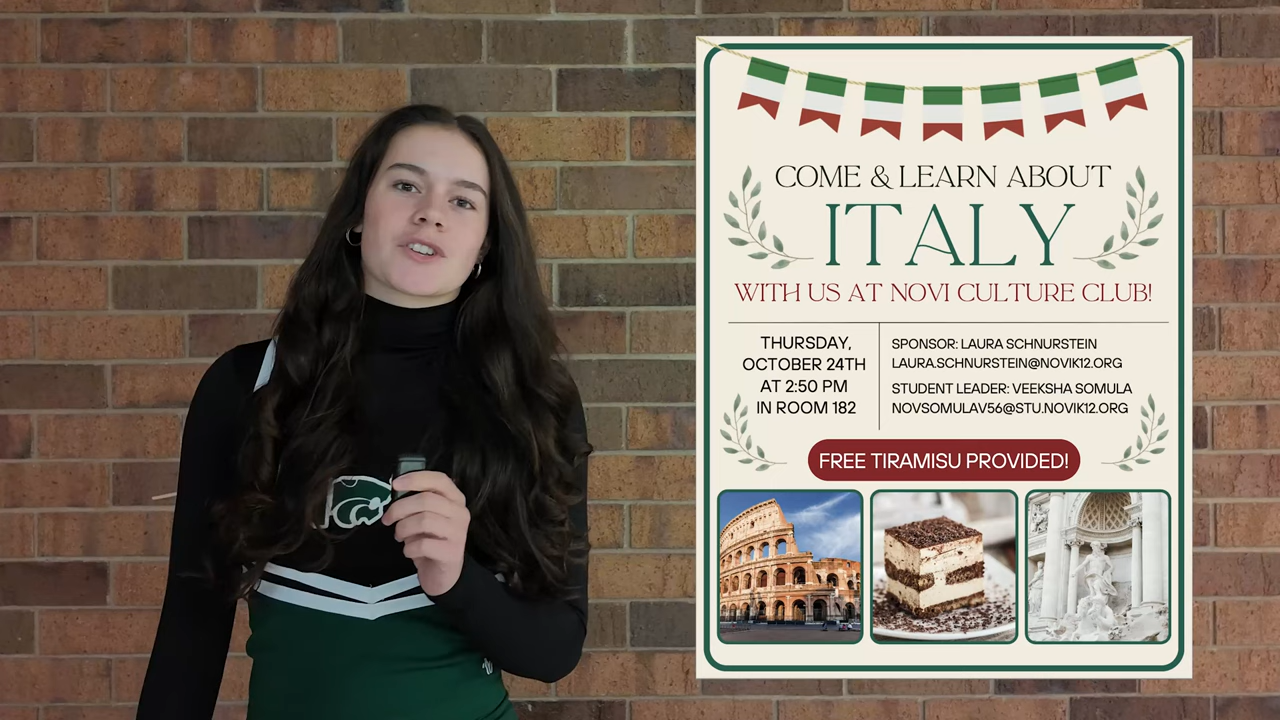 COME & LEARN ABOUT
ITALY
WITH US AT NOVI CULTURE CLUB!
THURSDAY,
OCTOBER 24TH
AT 2:50 PM
IN ROOM 182
SPONSOR: LAURA SCHNURSTEIN
LAURA.SCHNURSTEIN@NOVIK12.ORG
STUDENT LEADER: VEEKSHA SOMULA
NOVSOMULAV56@STU.NOVIK12.ORG
FREE TIRAMISU PROVIDED!